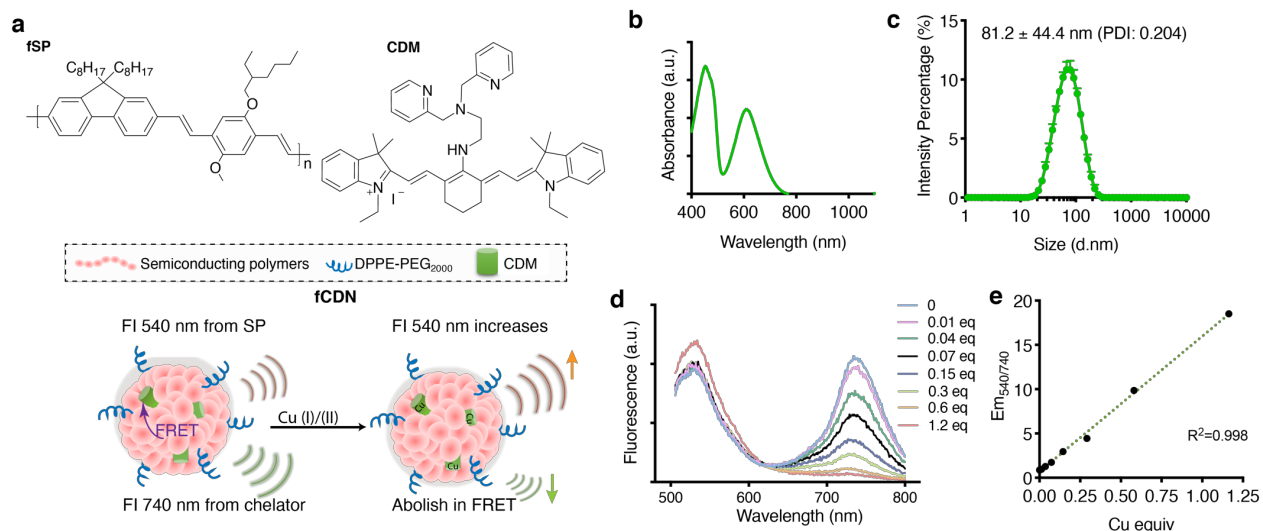 a
fSP
CDM
C₈H₁₇ C₈H₁₇
O
O
n
N
N
N
HN
N
+
I⁻
N
Semiconducting polymers
DPPE-PEG₂₀₀₀
CDM
fCDN
FI 540 nm from SP
FI 540 nm increases
FRET
Cu (I)/(II)
Cu
Cu
Cu
FI 740 nm from chelator
Abolish in FRET
b
Absorbance (a.u.)
400 600 800 1000
Wavelength (nm)
c
81.2 ± 44.4 nm (PDI: 0.204)
Intensity Percentage (%)
15
10
5
0
1 10 100 1000 10000
Size (d.nm)
d
Fluorescence (a.u.)
500 600 700 800
Wavelength (nm)
0
0.01 eq
0.04 eq
0.07 eq
0.15 eq
0.3 eq
0.6 eq
1.2 eq
e
Em₅₄₀/₇₄₀
20
15
10
5
0
R²=0.998
0.00 0.25 0.50 0.75 1.00 1.25
Cu equiv